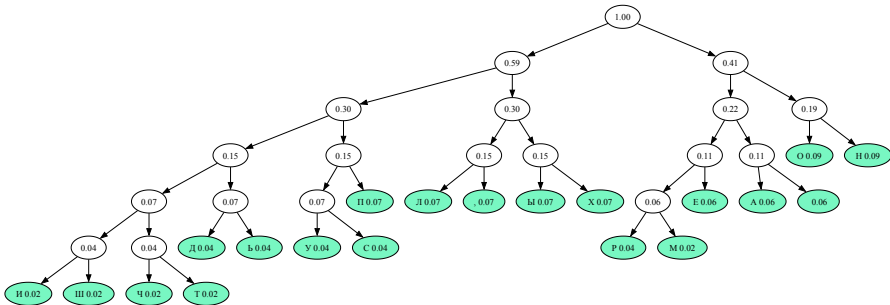 1.00
0.59 0.41
0.30 0.30 0.22 0.19
0.15 0.15 0.15 0.15 0.11 0.11 О 0.09 Н 0.09
0.07 0.07 0.07 П 0.07 Л 0.07 , 0.07 Ы 0.07 Х 0.07 0.06 Е 0.06 А 0.06 0.06
0.04 0.04 Д 0.04 Ь 0.04 У 0.04 С 0.04 Р 0.04 М 0.02
И 0.02 Ш 0.02 Ч 0.02 Т 0.02